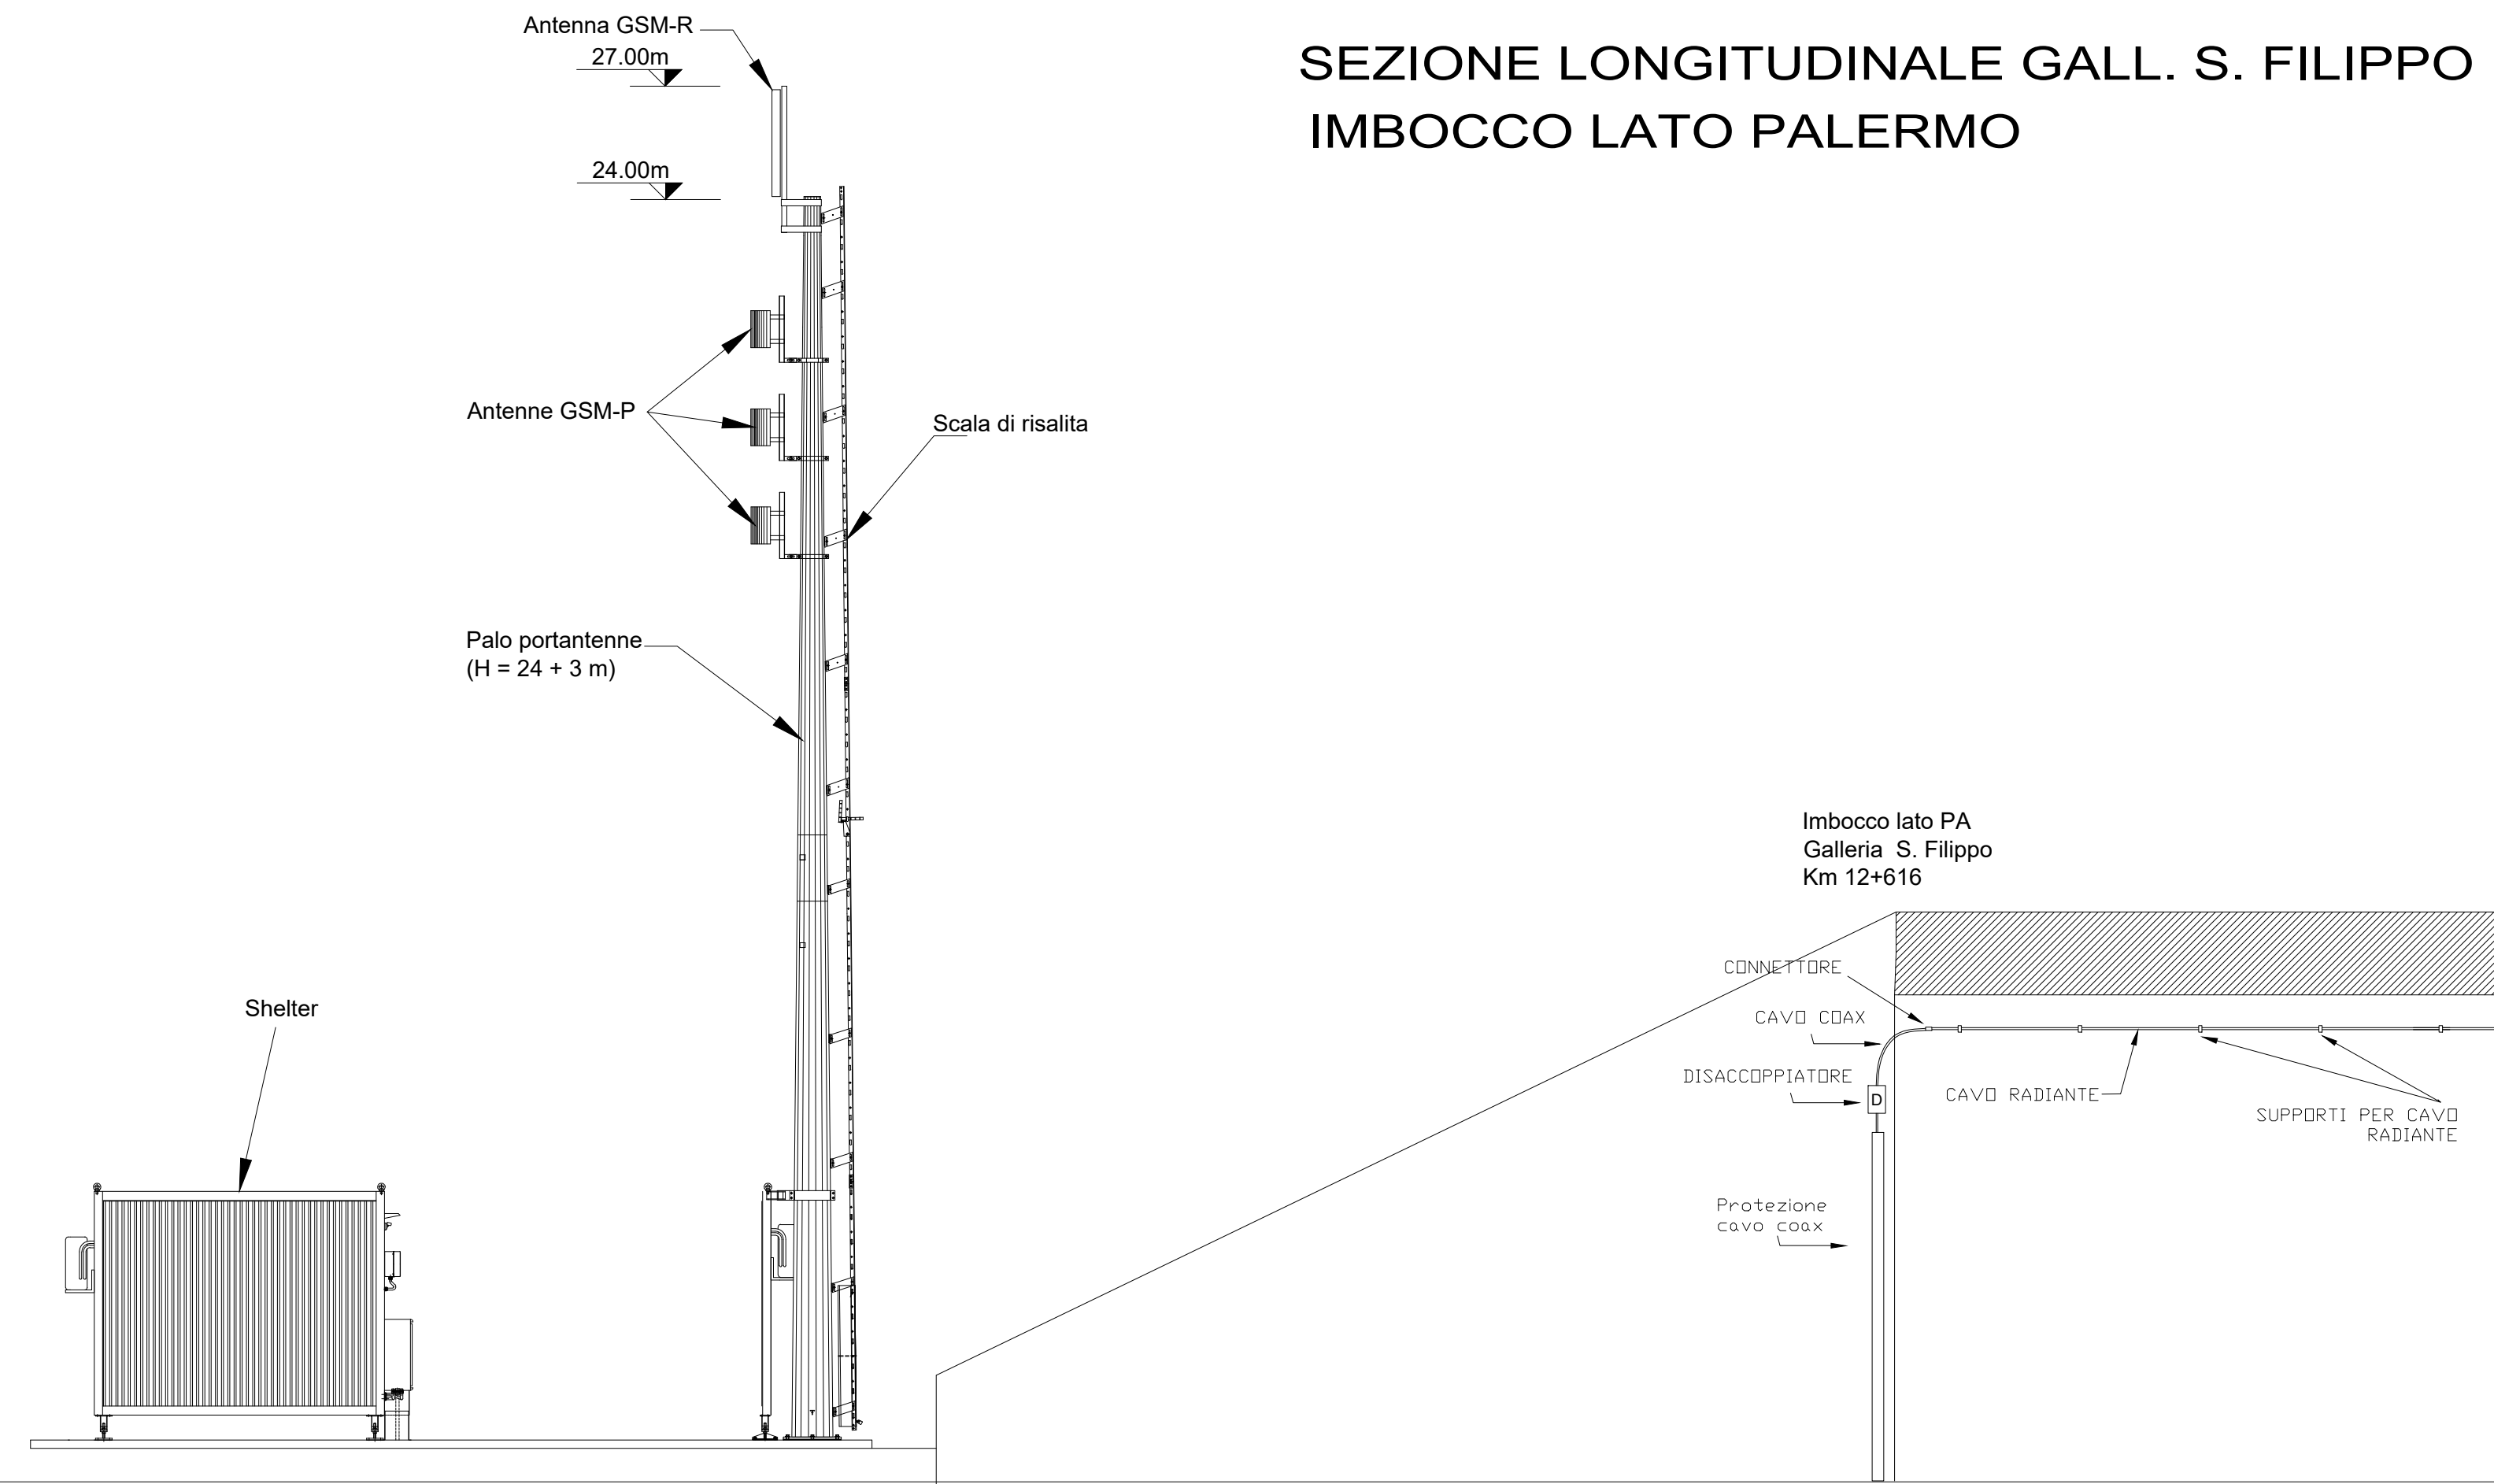 SEZIONE LONGITUDINALE GALL. S. FILIPPO
IMBOCCO LATO PALERMO
Antenna GSM-R
27.00m
24.00m
Antenne GSM-P
Scala di risalita
Palo portantenne
(H = 24 + 3 m)
Shelter
Imbocco lato PA
Galleria S. Filippo
Km 12+616
CONNETTORE
CAVO COAX
DISACCOPPIATORE
D
CAVO RADIANTE
SUPPORTI PER CAVO
RADIANTE
Protezione
cavo coax